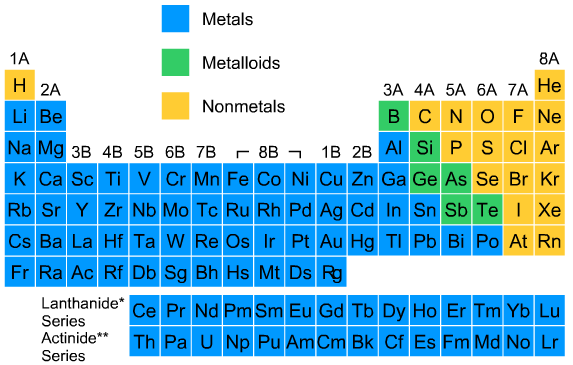 Metals
Metalloids
Nonmetals
1A 8A
H He
2A 3A 4A 5A 6A 7A
Li Be B C N O F Ne
Na Mg Al Si P S Cl Ar
3B 4B 5B 6B 7B 8B 1B 2B
K Ca Sc Ti V Cr Mn Fe Co Ni Cu Zn Ga Ge As Se Br Kr
Rb Sr Y Zr Nb Mo Tc Ru Rh Pd Ag Cd In Sn Sb Te I Xe
Cs Ba La Hf Ta W Re Os Ir Pt Au Hg Tl Pb Bi Po At Rn
Fr Ra Ac Rf Db Sg Bh Hs Mt Ds Rg
Lanthanide*
Series
Ce Pr Nd Pm Sm Eu Gd Tb Dy Ho Er Tm Yb Lu
Actinide**
Series
Th Pa U Np Pu Am Cm Bk Cf Es Fm Md No Lr